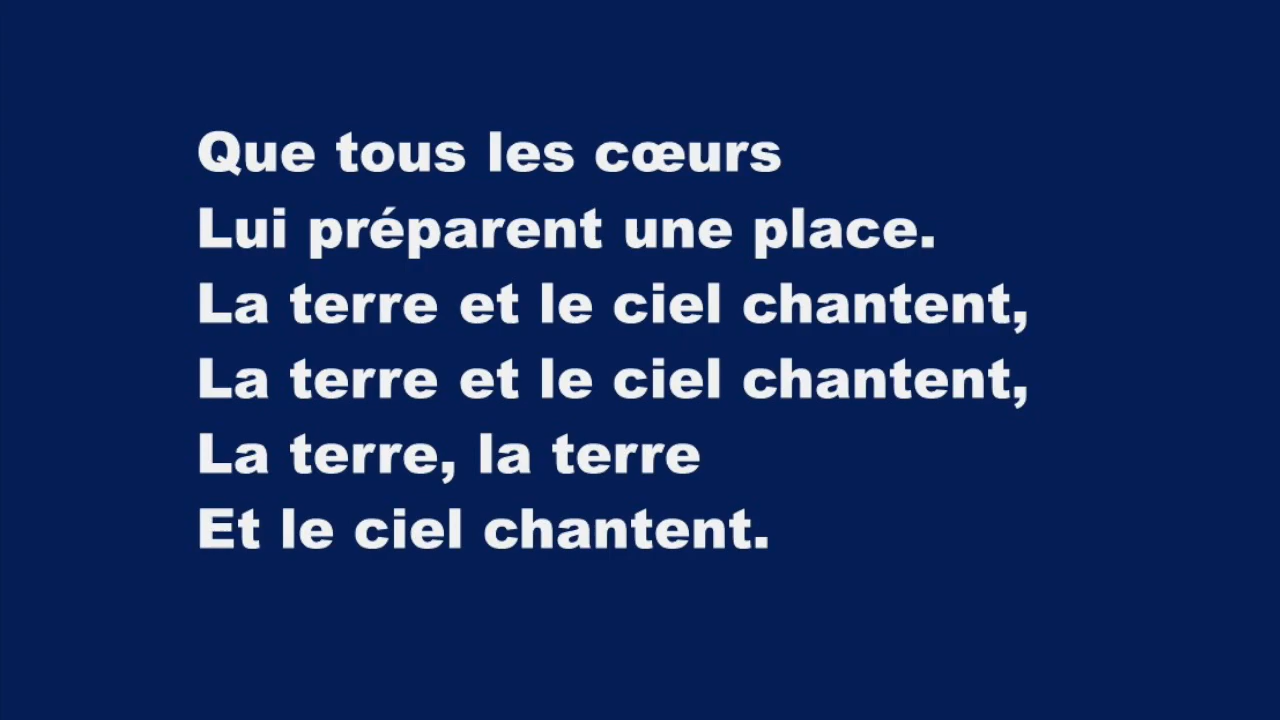 Que tous les cœurs
Lui préparent une place.
La terre et le ciel chantent,
La terre et le ciel chantent,
La terre, la terre
Et le ciel chantent.